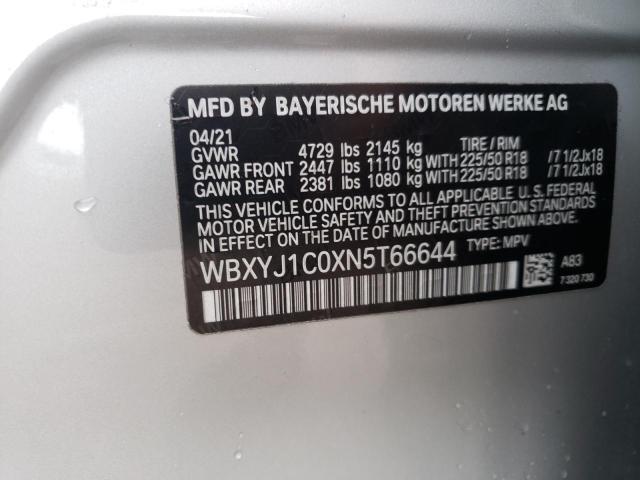 MFD BY BAYERISCHE MOTOREN WERKE AG
04/21
GVWR 4729 lbs 2145 kg TIRE / RIM
GAWR FRONT 2447 lbs 1110 kg WITH 225/50 R18 /7 1/2Jx18
GAWR REAR 2381 lbs 1080 kg WITH 225/50 R18 /7 1/2Jx18
THIS VEHICLE CONFORMS TO ALL APPLICABLE U. S. FEDERAL
MOTOR VEHICLE SAFETY AND THEFT PREVENTION STANDARDS
IN EFFECT ON THE DATE OF MANUFACTURE SHOWN ABOVE.
WBXYJ1C0XN5T66644 TYPE: MPV
A83
7 320 730